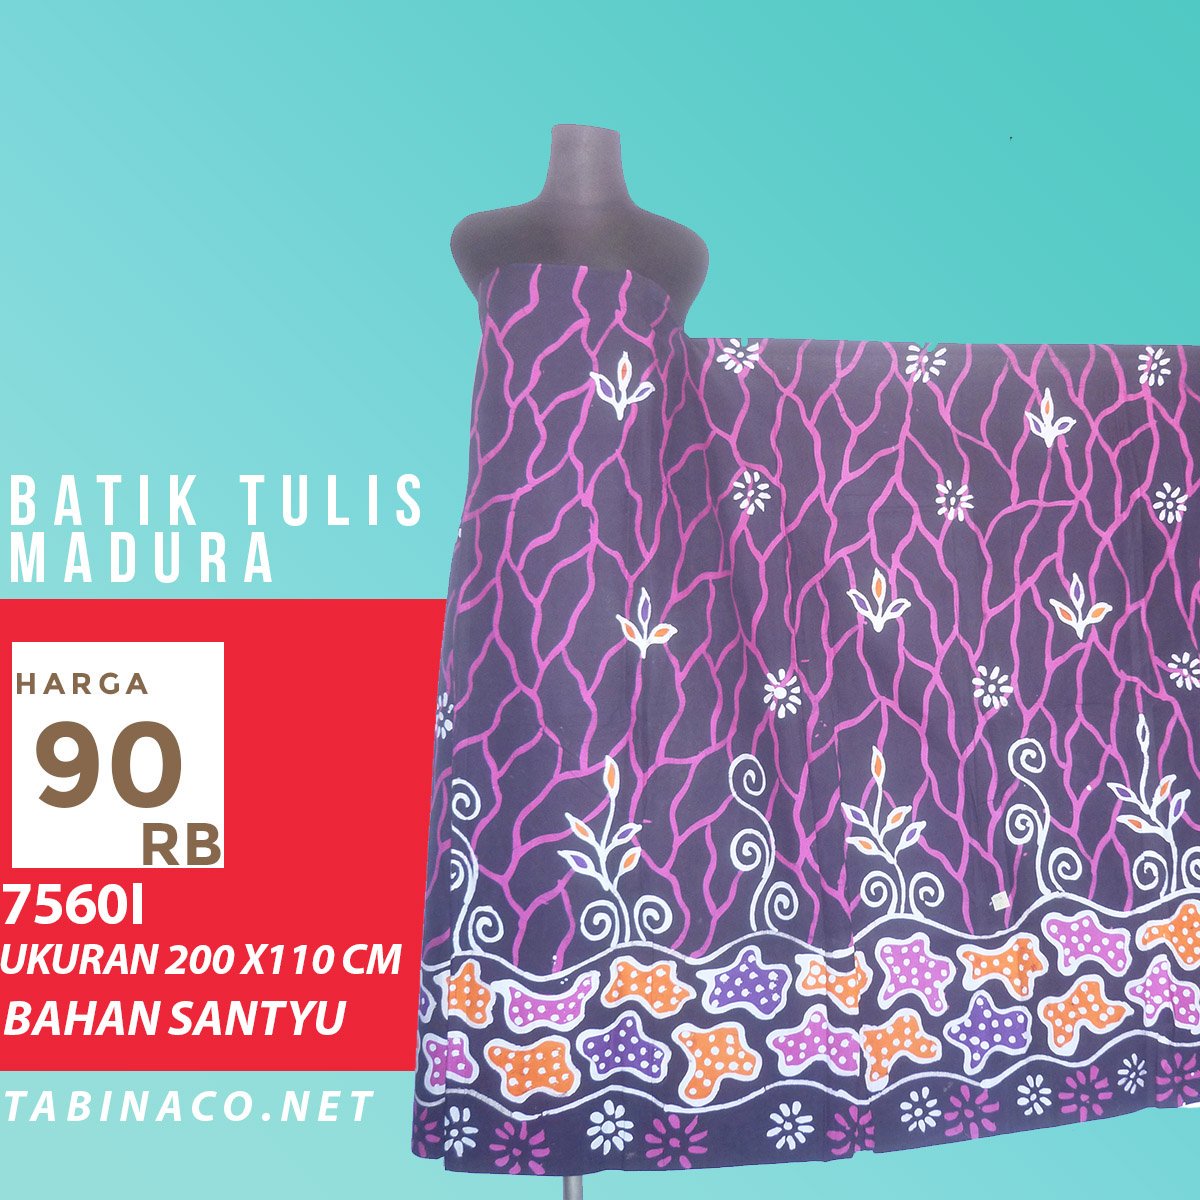 BATIK TULIS
MADURA
HARGA
90
RB
7560I
UKURAN 200 X110 CM
BAHAN SANTYU
TABINACO.NET